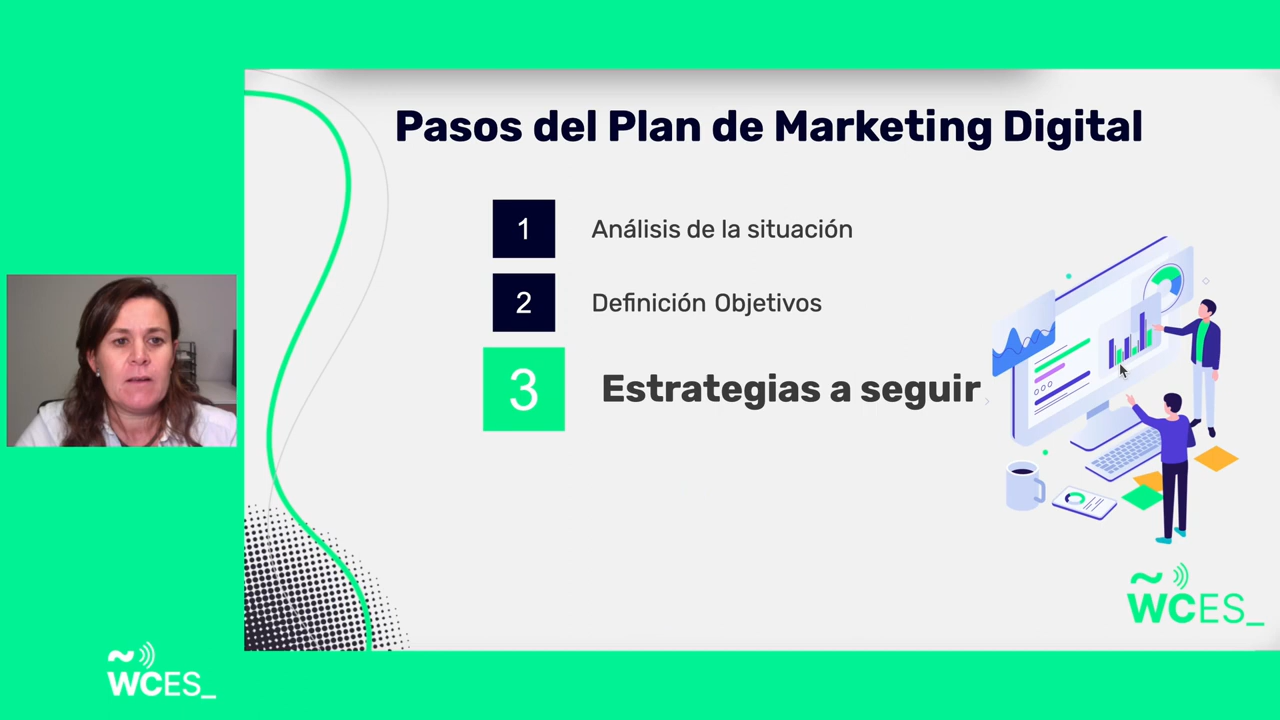 Pasos del Plan de Marketing Digital
1 Análisis de la situación
2 Definición Objetivos
3 Estrategias a seguir
~ WCES_
~ WCES_